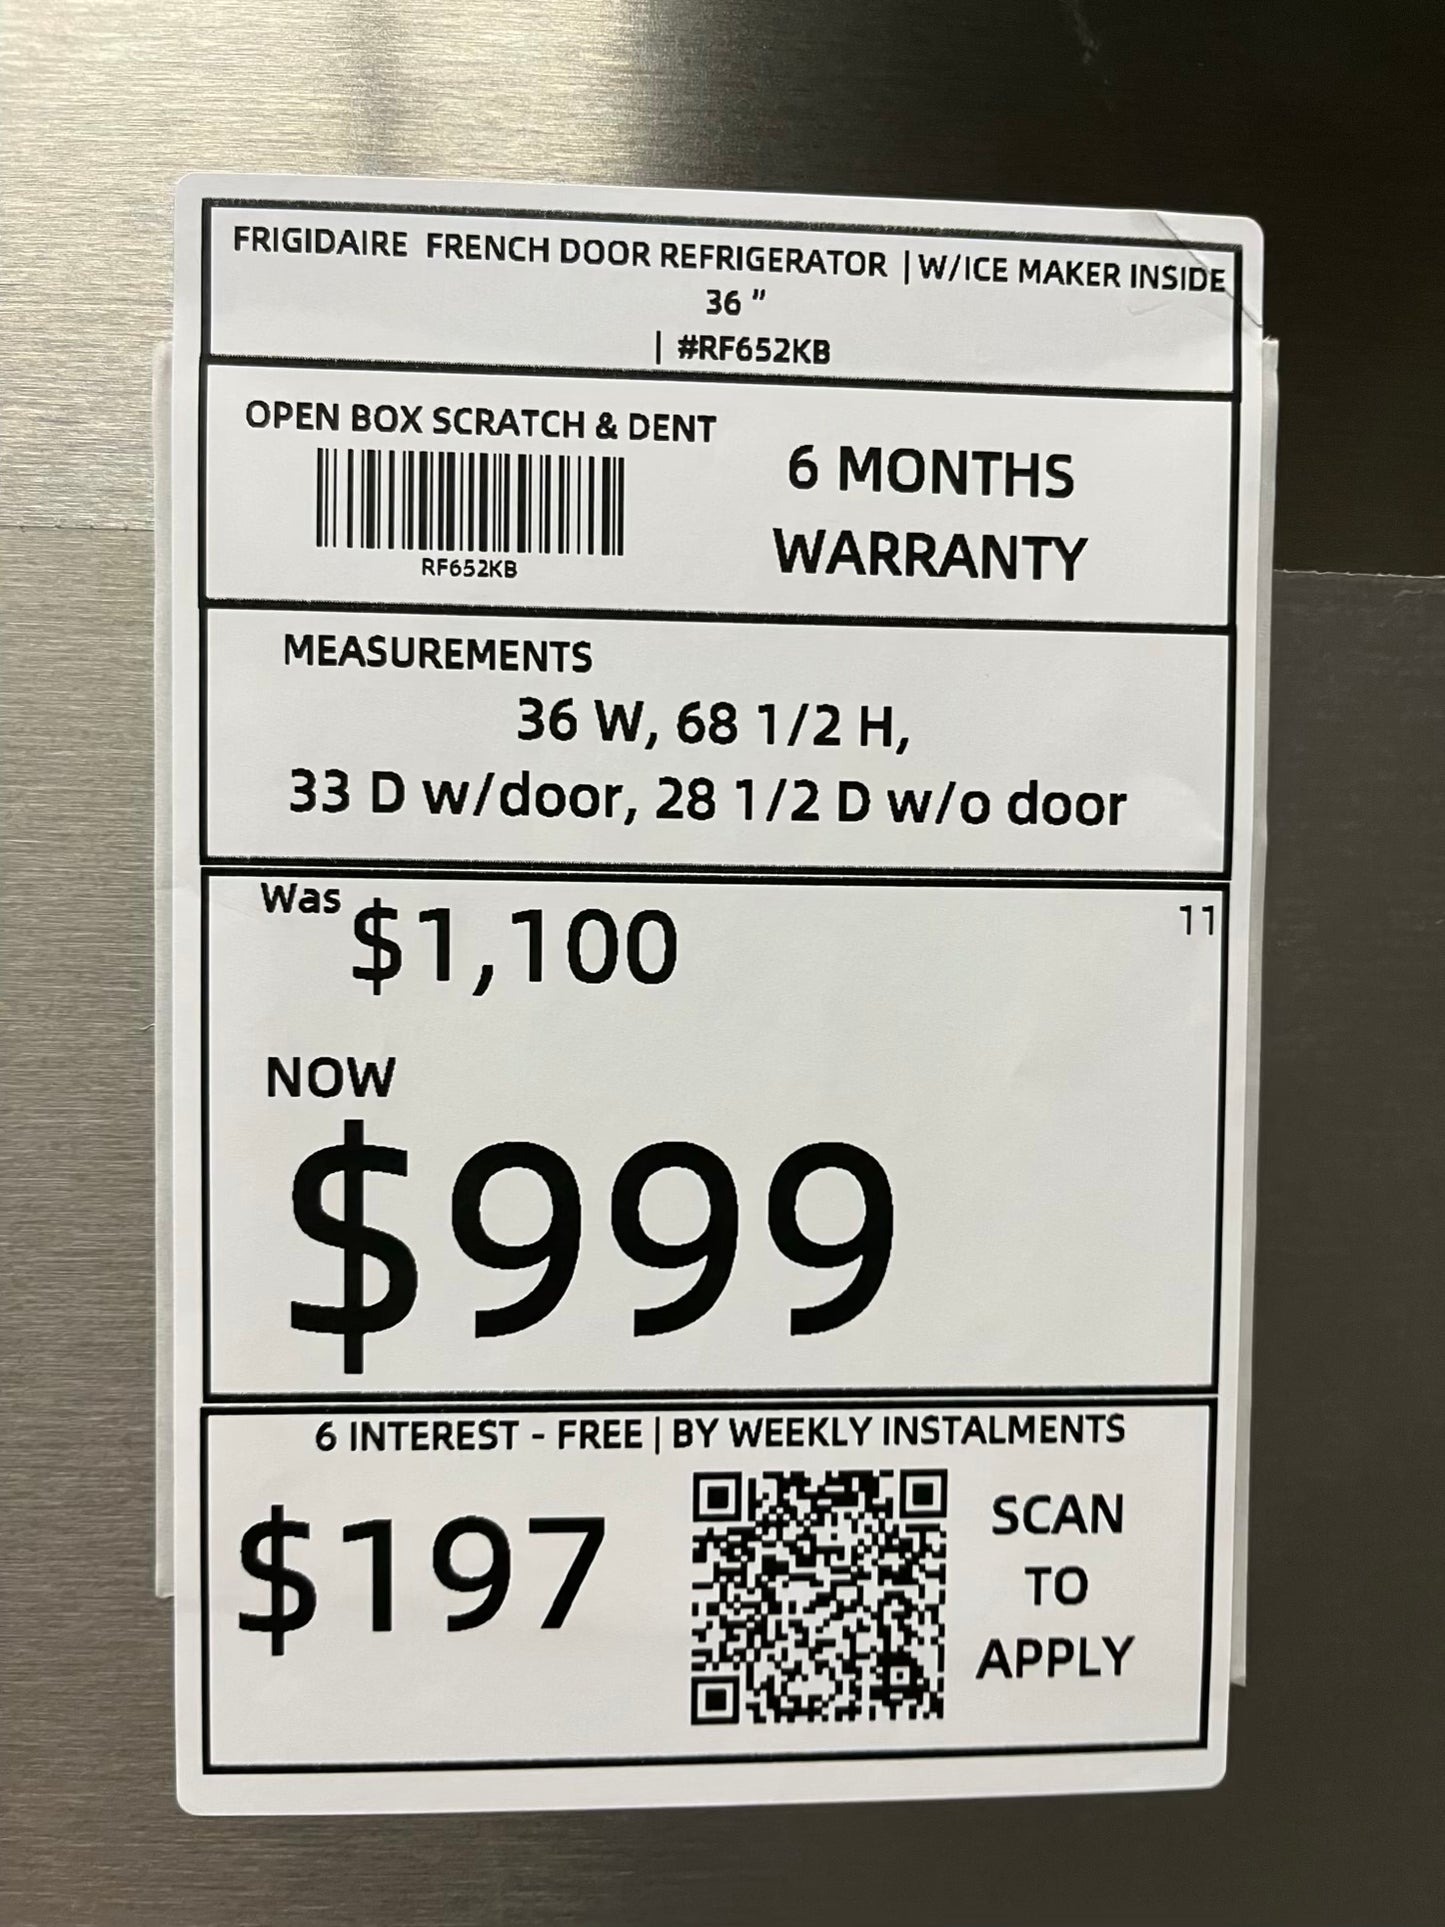 FRIGIDAIRE FRENCH DOOR REFRIGERATOR | W/ICE MAKER INSIDE
36 "
| #RF652KB
OPEN BOX SCRATCH & DENT
RF652KB
6 MONTHS
WARRANTY
MEASUREMENTS
36 W, 68 1/2 H,
33 D w/door, 28 1/2 D w/o door
Was $1,100
11
NOW
$999
6 INTEREST - FREE | BY WEEKLY INSTALMENTS
$197
SCAN
TO
APPLY